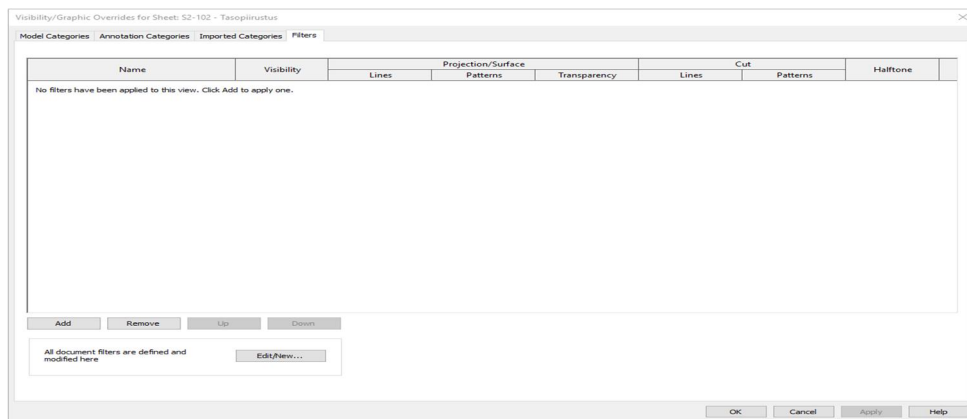 Visibility/Graphic Overrides for Sheet: S2-102 - Tasopiirustus
Model Categories Annotation Categories Imported Categories Filters
Name Visibility Projection/Surface Cut Halftone
Lines Patterns Transparency Lines Patterns
No filters have been applied to this view. Click Add to apply one.
Add Remove Up Down
All document filters are defined and
modified here
Edit/New...
OK Cancel Apply Help